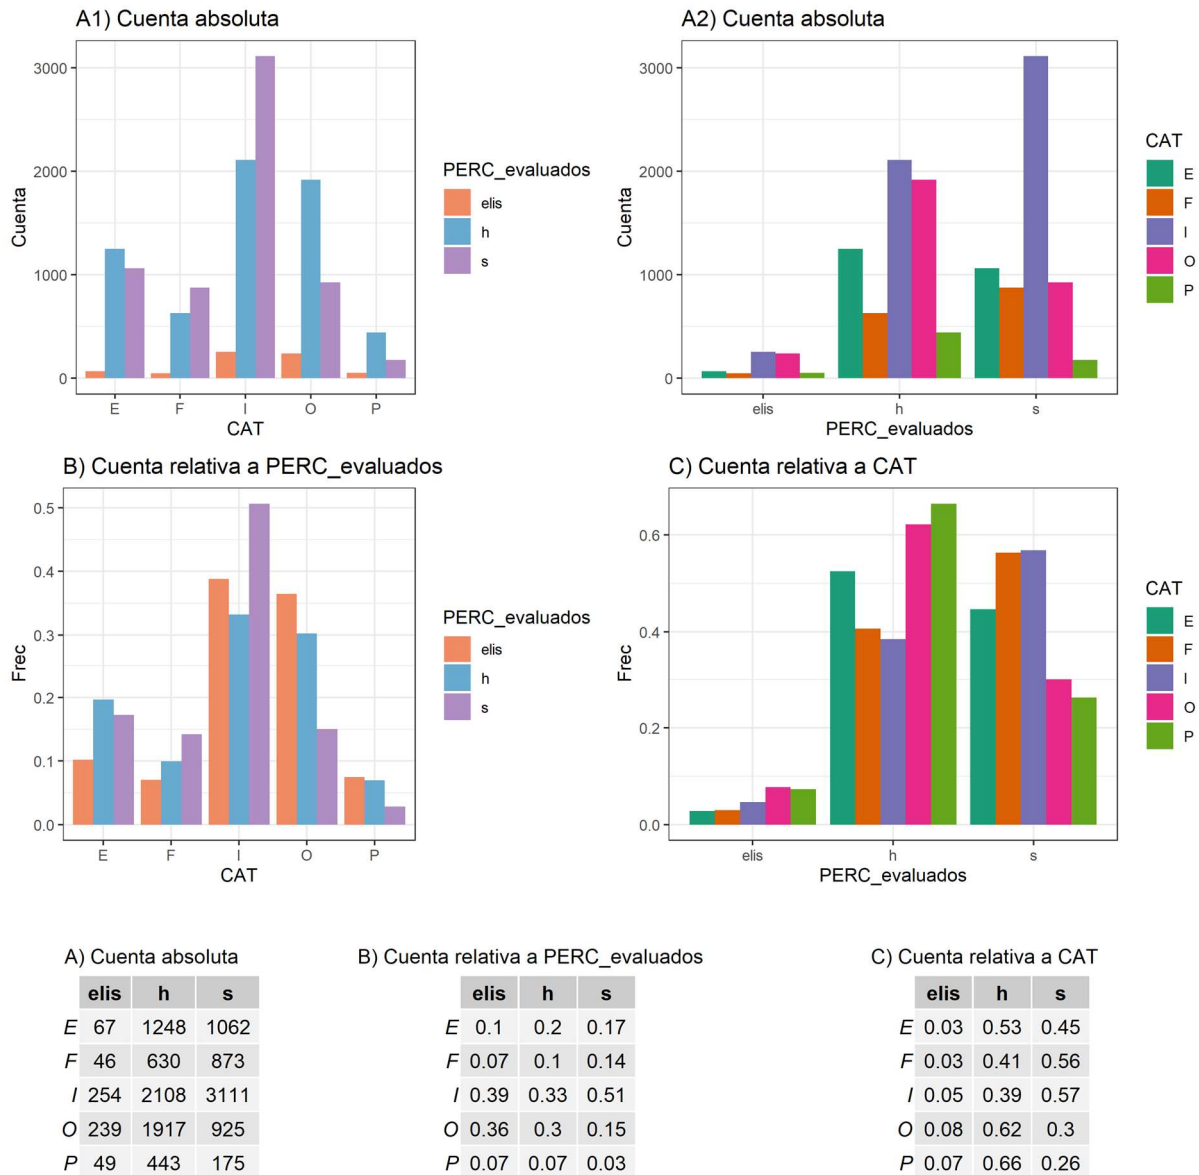 A1) Cuenta absoluta
3000
2000
1000
0
Cuenta
E F I O P
CAT
PERC_evaluados
elis
h
s
A2) Cuenta absoluta
3000
2000
1000
0
Cuenta
elis h s
PERC_evaluados
CAT
E
F
I
O
P
B) Cuenta relativa a PERC_evaluados
0.5
0.4
0.3
0.2
0.1
0.0
Frec
E F I O P
CAT
PERC_evaluados
elis
h
s
C) Cuenta relativa a CAT
0.6
0.4
0.2
0.0
Frec
elis h s
PERC_evaluados
CAT
E
F
I
O
P
A) Cuenta absoluta
elis h s
E 67 1248 1062
F 46 630 873
I 254 2108 3111
O 239 1917 925
P 49 443 175
B) Cuenta relativa a PERC_evaluados
elis h s
E 0.1 0.2 0.17
F 0.07 0.1 0.14
I 0.39 0.33 0.51
O 0.36 0.3 0.15
P 0.07 0.07 0.03
C) Cuenta relativa a CAT
elis h s
E 0.03 0.53 0.45
F 0.03 0.41 0.56
I 0.05 0.39 0.57
O 0.08 0.62 0.3
P 0.07 0.66 0.26